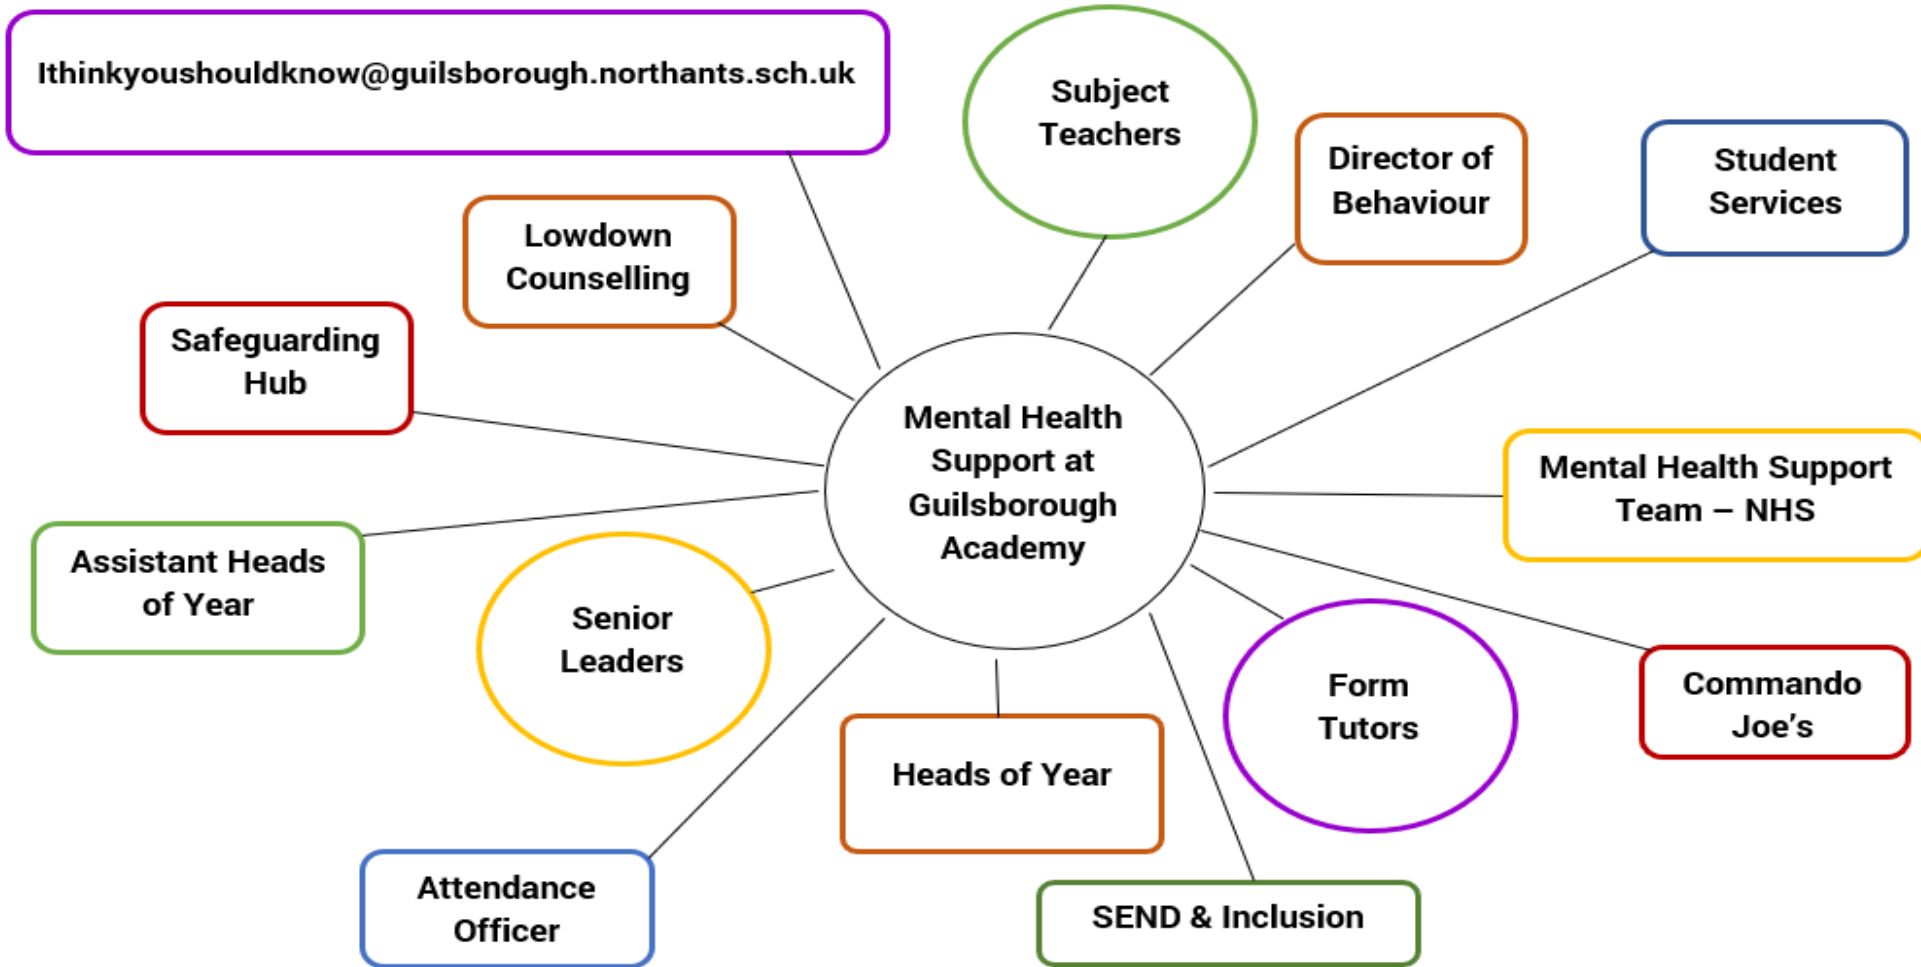 Ithinkyoushouldknow@guilsborough.northants.sch.uk
Subject
Teachers
Director of
Behaviour
Student
Services
Lowdown
Counselling
Safeguarding
Hub
Mental Health
Support at
Guilsborough
Academy
Mental Health Support
Team – NHS
Assistant Heads
of Year
Senior
Leaders
Form
Tutors
Commando
Joe’s
Heads of Year
Attendance
Officer
SEND & Inclusion